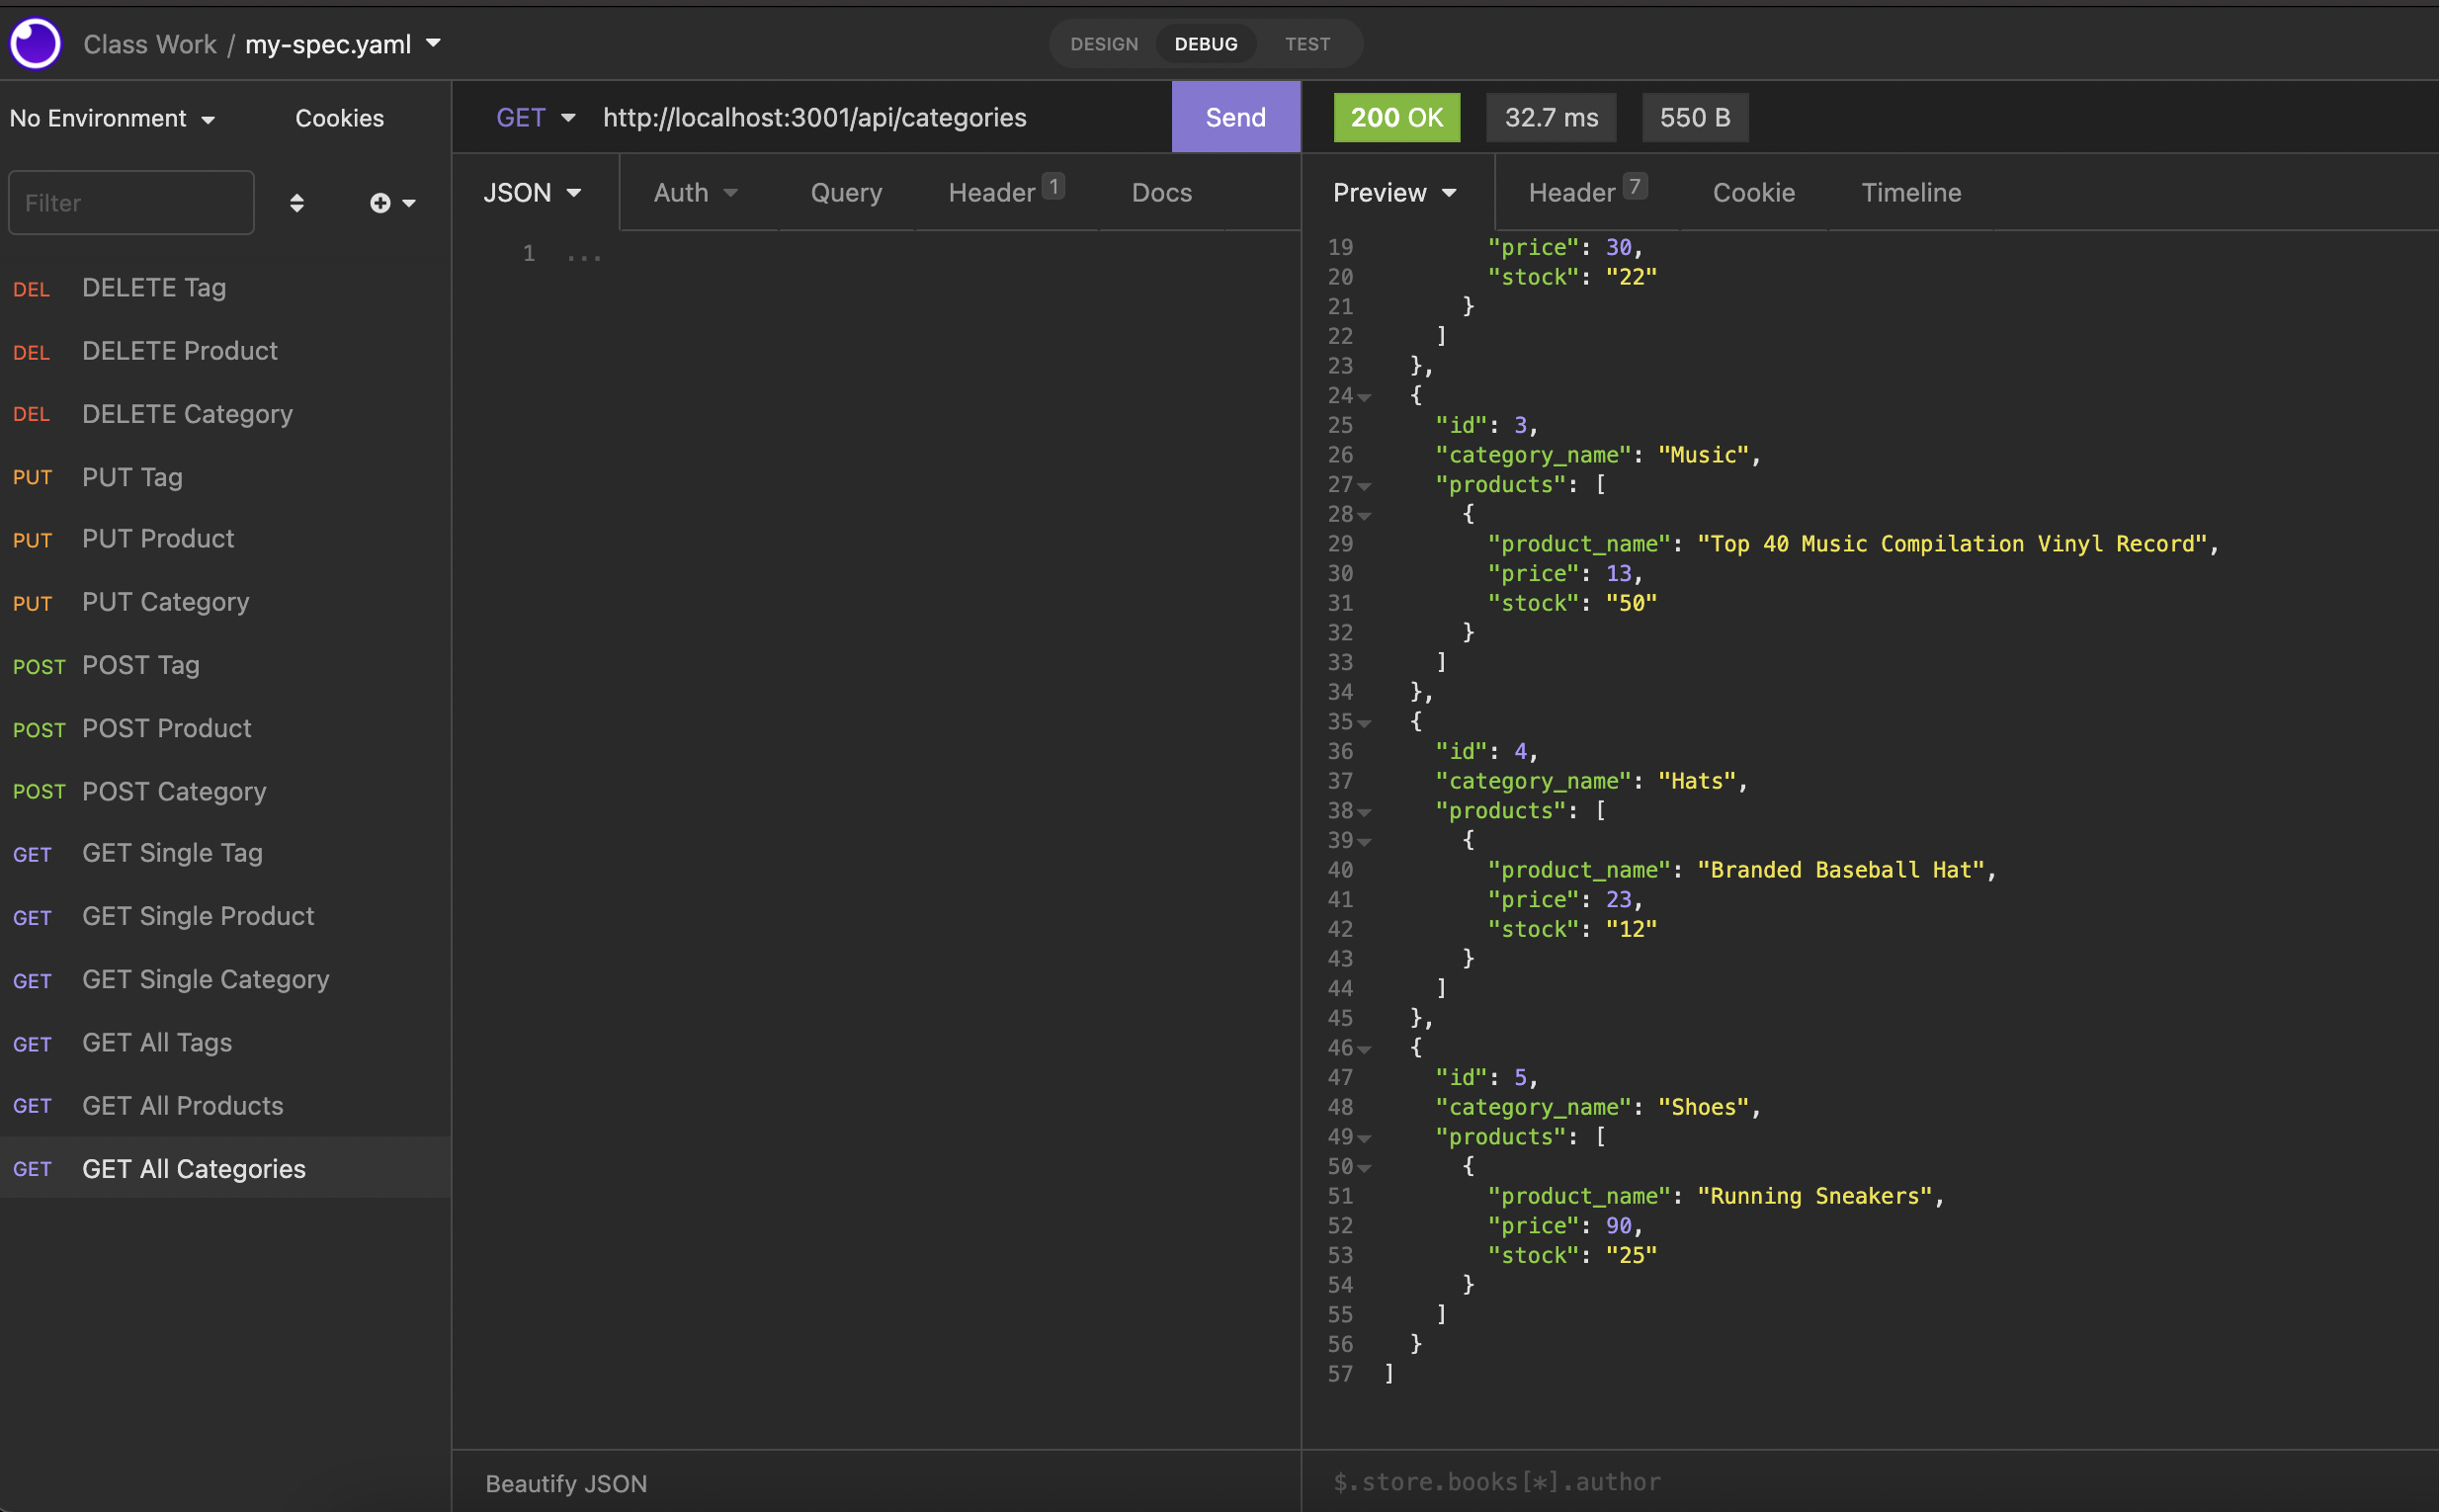 Class Work / my-spec.yaml
DESIGN DEBUG TEST
No Environment Cookies
Filter
DEL DELETE Tag
DEL DELETE Product
DEL DELETE Category
PUT PUT Tag
PUT PUT Product
PUT PUT Category
POST POST Tag
POST POST Product
POST POST Category
GET GET Single Tag
GET GET Single Product
GET GET Single Category
GET GET All Tags
GET GET All Products
GET GET All Categories
GET http://localhost:3001/api/categories Send
JSON Auth Query Header 1 Docs
1 ...
Beautify JSON
200 OK 32.7 ms 550 B
Preview Header 7 Cookie Timeline
19 "price": 30,
20 "stock": "22"
21 }
22 ]
23 },
24 {
25 "id": 3,
26 "category_name": "Music",
27 "products": [
28 {
29 "product_name": "Top 40 Music Compilation Vinyl Record",
30 "price": 13,
31 "stock": "50"
32 }
33 ]
34 },
35 {
36 "id": 4,
37 "category_name": "Hats",
38 "products": [
39 {
40 "product_name": "Branded Baseball Hat",
41 "price": 23,
42 "stock": "12"
43 }
44 ]
45 },
46 {
47 "id": 5,
48 "category_name": "Shoes",
49 "products": [
50 {
51 "product_name": "Running Sneakers",
52 "price": 90,
53 "stock": "25"
54 }
55 ]
56 }
57 ]
$.store.books[*].author